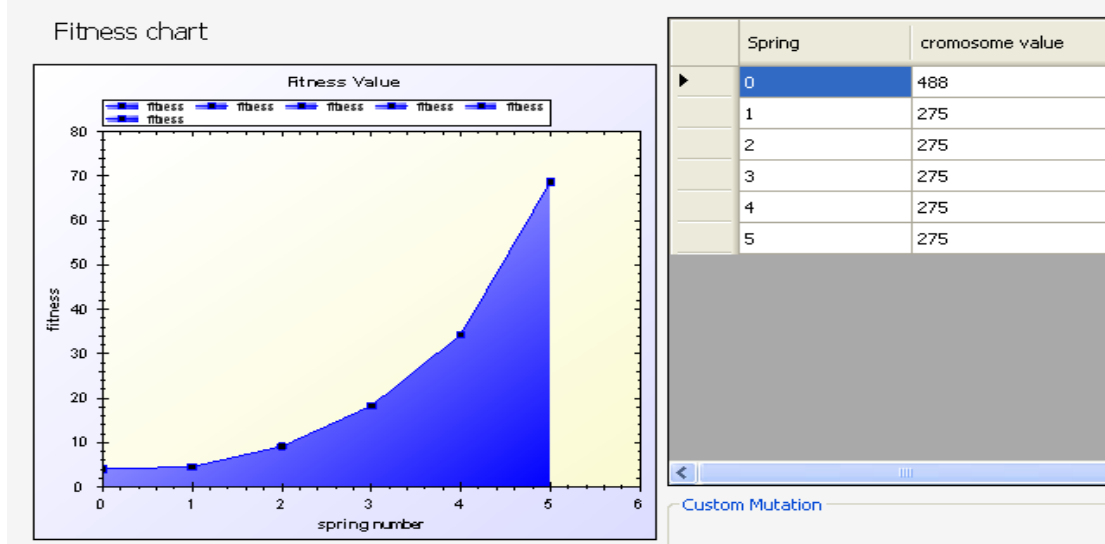 Fitness chart
Fitness Value
fitness fitness fitness fitness fitness
fitness
80
70
60
50
40
30
20
10
0
fitness
0 1 2 3 4 5 6
spring number
Spring cromosome value
0 488
1 275
2 275
3 275
4 275
5 275
Custom Mutation